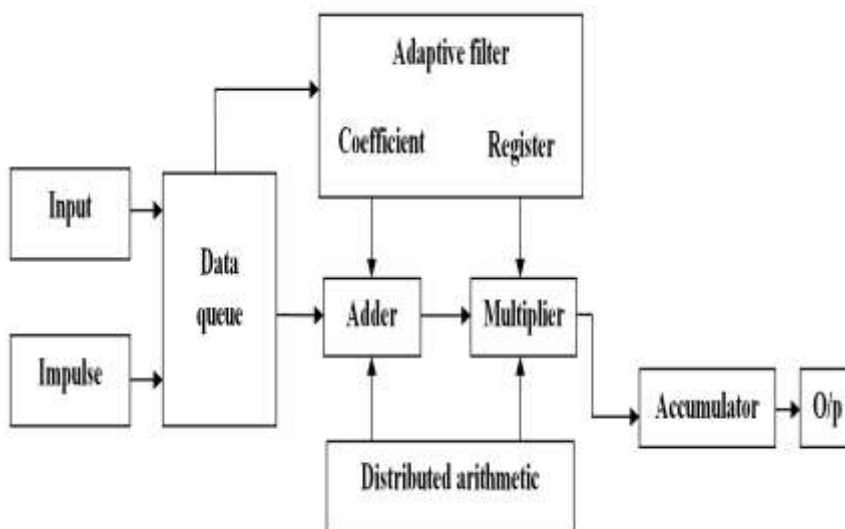 Adaptive filter
Coefficient
Register
Input
Data
queue
Impulse
Adder
Multiplier
Accumulator
O/p
Distributed arithmetic